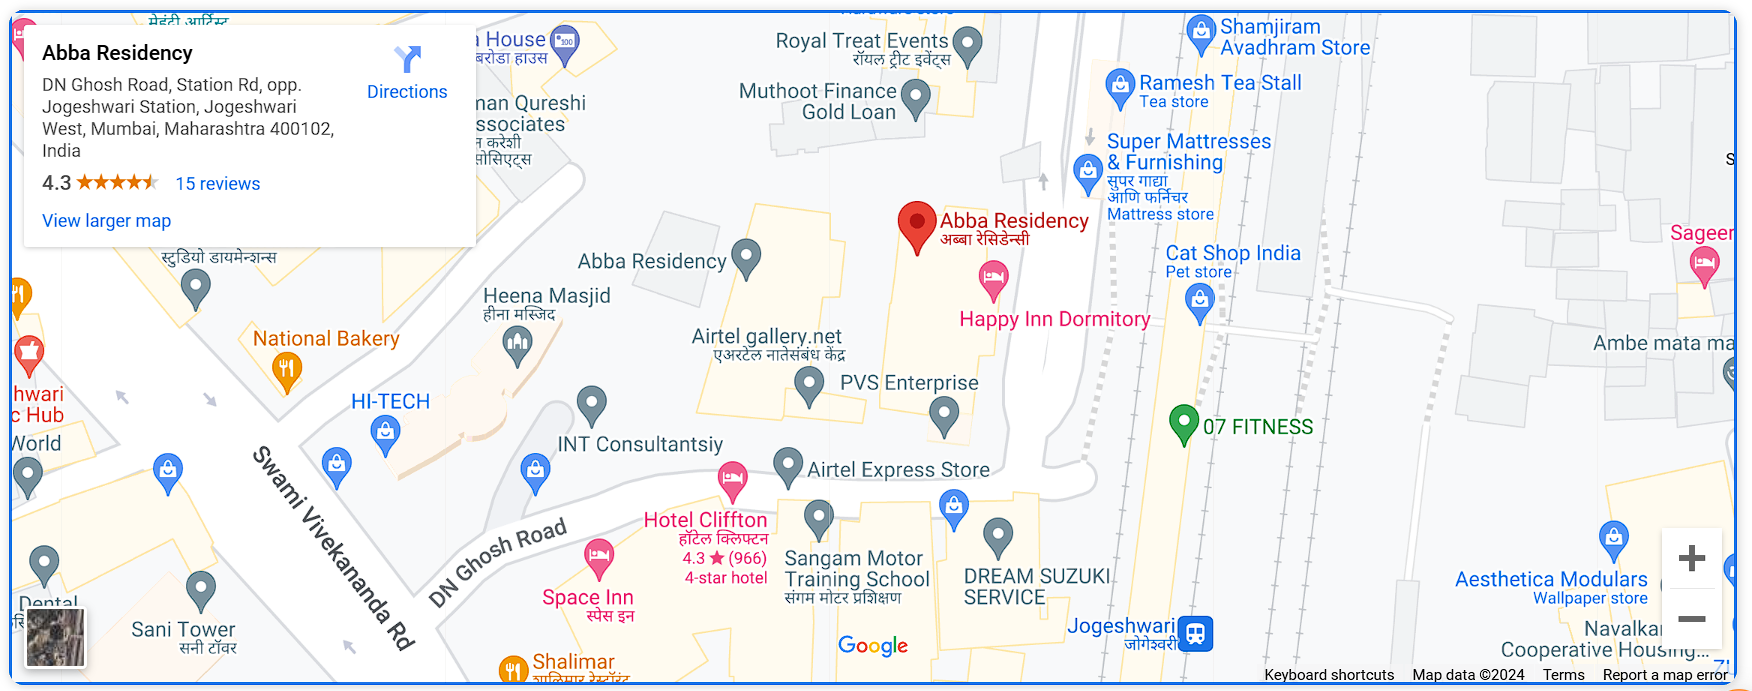 मेहंदी आर्टिस्ट
Abba Residency
DN Ghosh Road, Station Rd, opp.
Jogeshwari Station, Jogeshwari
West, Mumbai, Maharashtra 400102,
India
4.3
15 reviews
View larger map
Directions
a House
बरोडा हाउस
100
man Qureshi
ssociates
न करेशी
सोसिएट्स
Royal Treat Events
रॉयल ट्रीट इवेंट्स
Muthoot Finance
Gold Loan
Shamjiram
Avadhram Store
Ramesh Tea Stall
Tea store
Super Mattresses
& Furnishing
सुपर गाद्या
आणि फर्निचर
Mattress store
Abba Residency
अब्बा रेसिडेन्सी
Cat Shop India
Pet store
Sageer
स्टुडियो डायमेन्शन्स
Abba Residency
Heena Masjid
हीना मस्जिद
Happy Inn Dormitory
National Bakery
Airtel gallery.net
एअरटेल नातेसंबंध केंद्र
Ambe mata ma
PVS Enterprise
hwari
c Hub
HI-TECH
World
INT Consultantsiy
07 FITNESS
Airtel Express Store
Swami Vivekananda Rd
DN Ghosh Road
Hotel Cliffton
हॉटेल क्लिफ्टन
4.3 ★ (966)
4-star hotel
Sangam Motor
Training School
संगम मोटर प्रशिक्षण
DREAM SUZUKI
SERVICE
Space Inn
स्पेस इन
Aesthetica Modulars
Wallpaper store
Dental
Sani Tower
सनी टॉवर
Jogeshwari
जोगेश्वरी
Navalkar
Cooperative Housing...
Google
Shalimar
शालिमार रेस्टॉरंट
Keyboard shortcuts
Map data ©2024
Terms
Report a map error